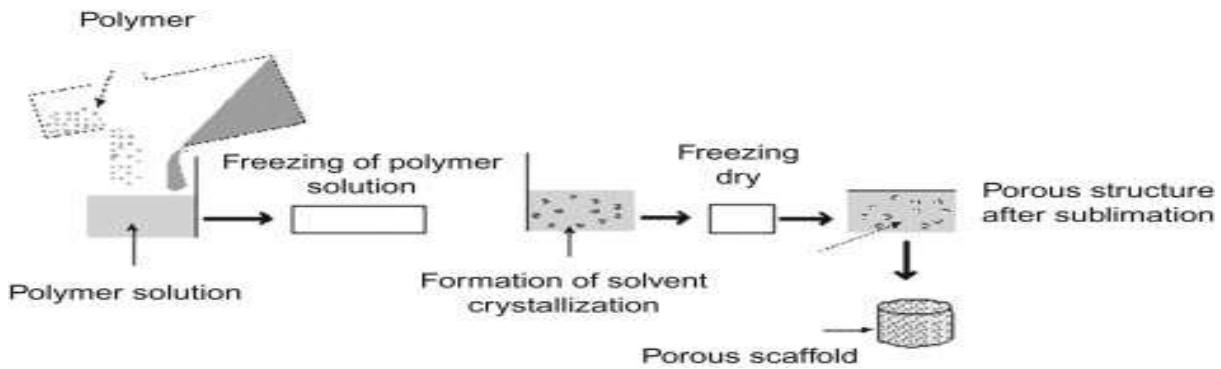 Polymer
Freezing of polymer
solution
Freezing
dry
Porous structure
after sublimation
Polymer solution
Formation of solvent
crystallization
Porous scaffold